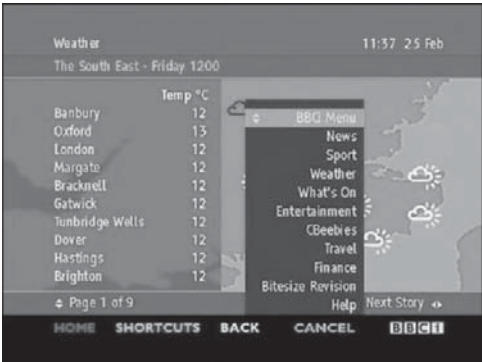 Weather 11:37 25 Feb
The South East - Friday 1200
Temp °C
Banbury 12
Oxford 13
London 12
Margate 12
Bracknell 12
Gatwick 12
Tunbridge Wells 12
Dover 12
Hastings 12
Brighton 12
BBCi Menu
News
Sport
Weather
What's On
Entertainment
CBeebies
Travel
Finance
Bitesize Revision
Help
Page 1 of 9 Next Story
HOME SHORTCUTS BACK CANCEL BBCi